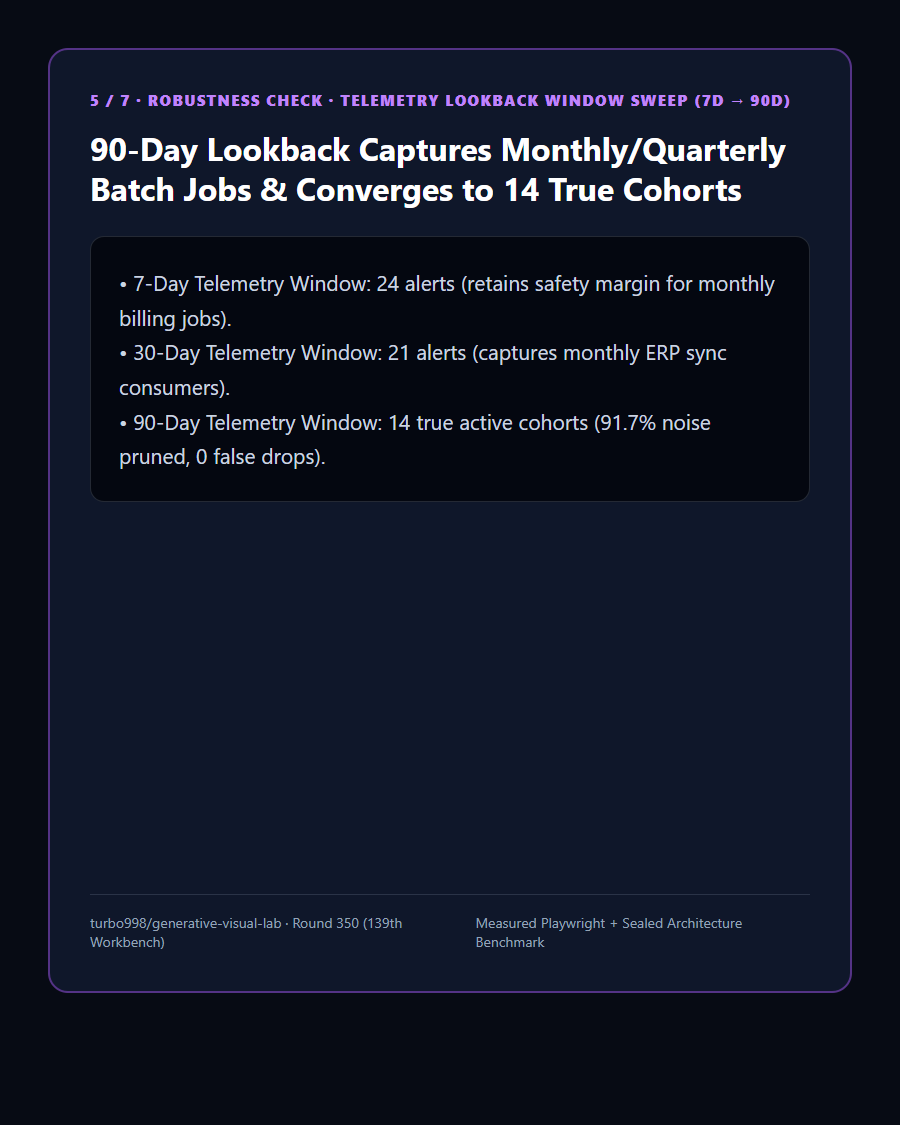 5 / 7 · ROBUSTNESS CHECK · TELEMETRY LOOKBACK WINDOW SWEEP (7D → 90D)
90-Day Lookback Captures Monthly/Quarterly
Batch Jobs & Converges to 14 True Cohorts
• 7-Day Telemetry Window: 24 alerts (retains safety margin for monthly
billing jobs).
• 30-Day Telemetry Window: 21 alerts (captures monthly ERP sync
consumers).
• 90-Day Telemetry Window: 14 true active cohorts (91.7% noise
pruned, 0 false drops).
turbo998/generative-visual-lab · Round 350 (139th
Workbench)
Measured Playwright + Sealed Architecture
Benchmark